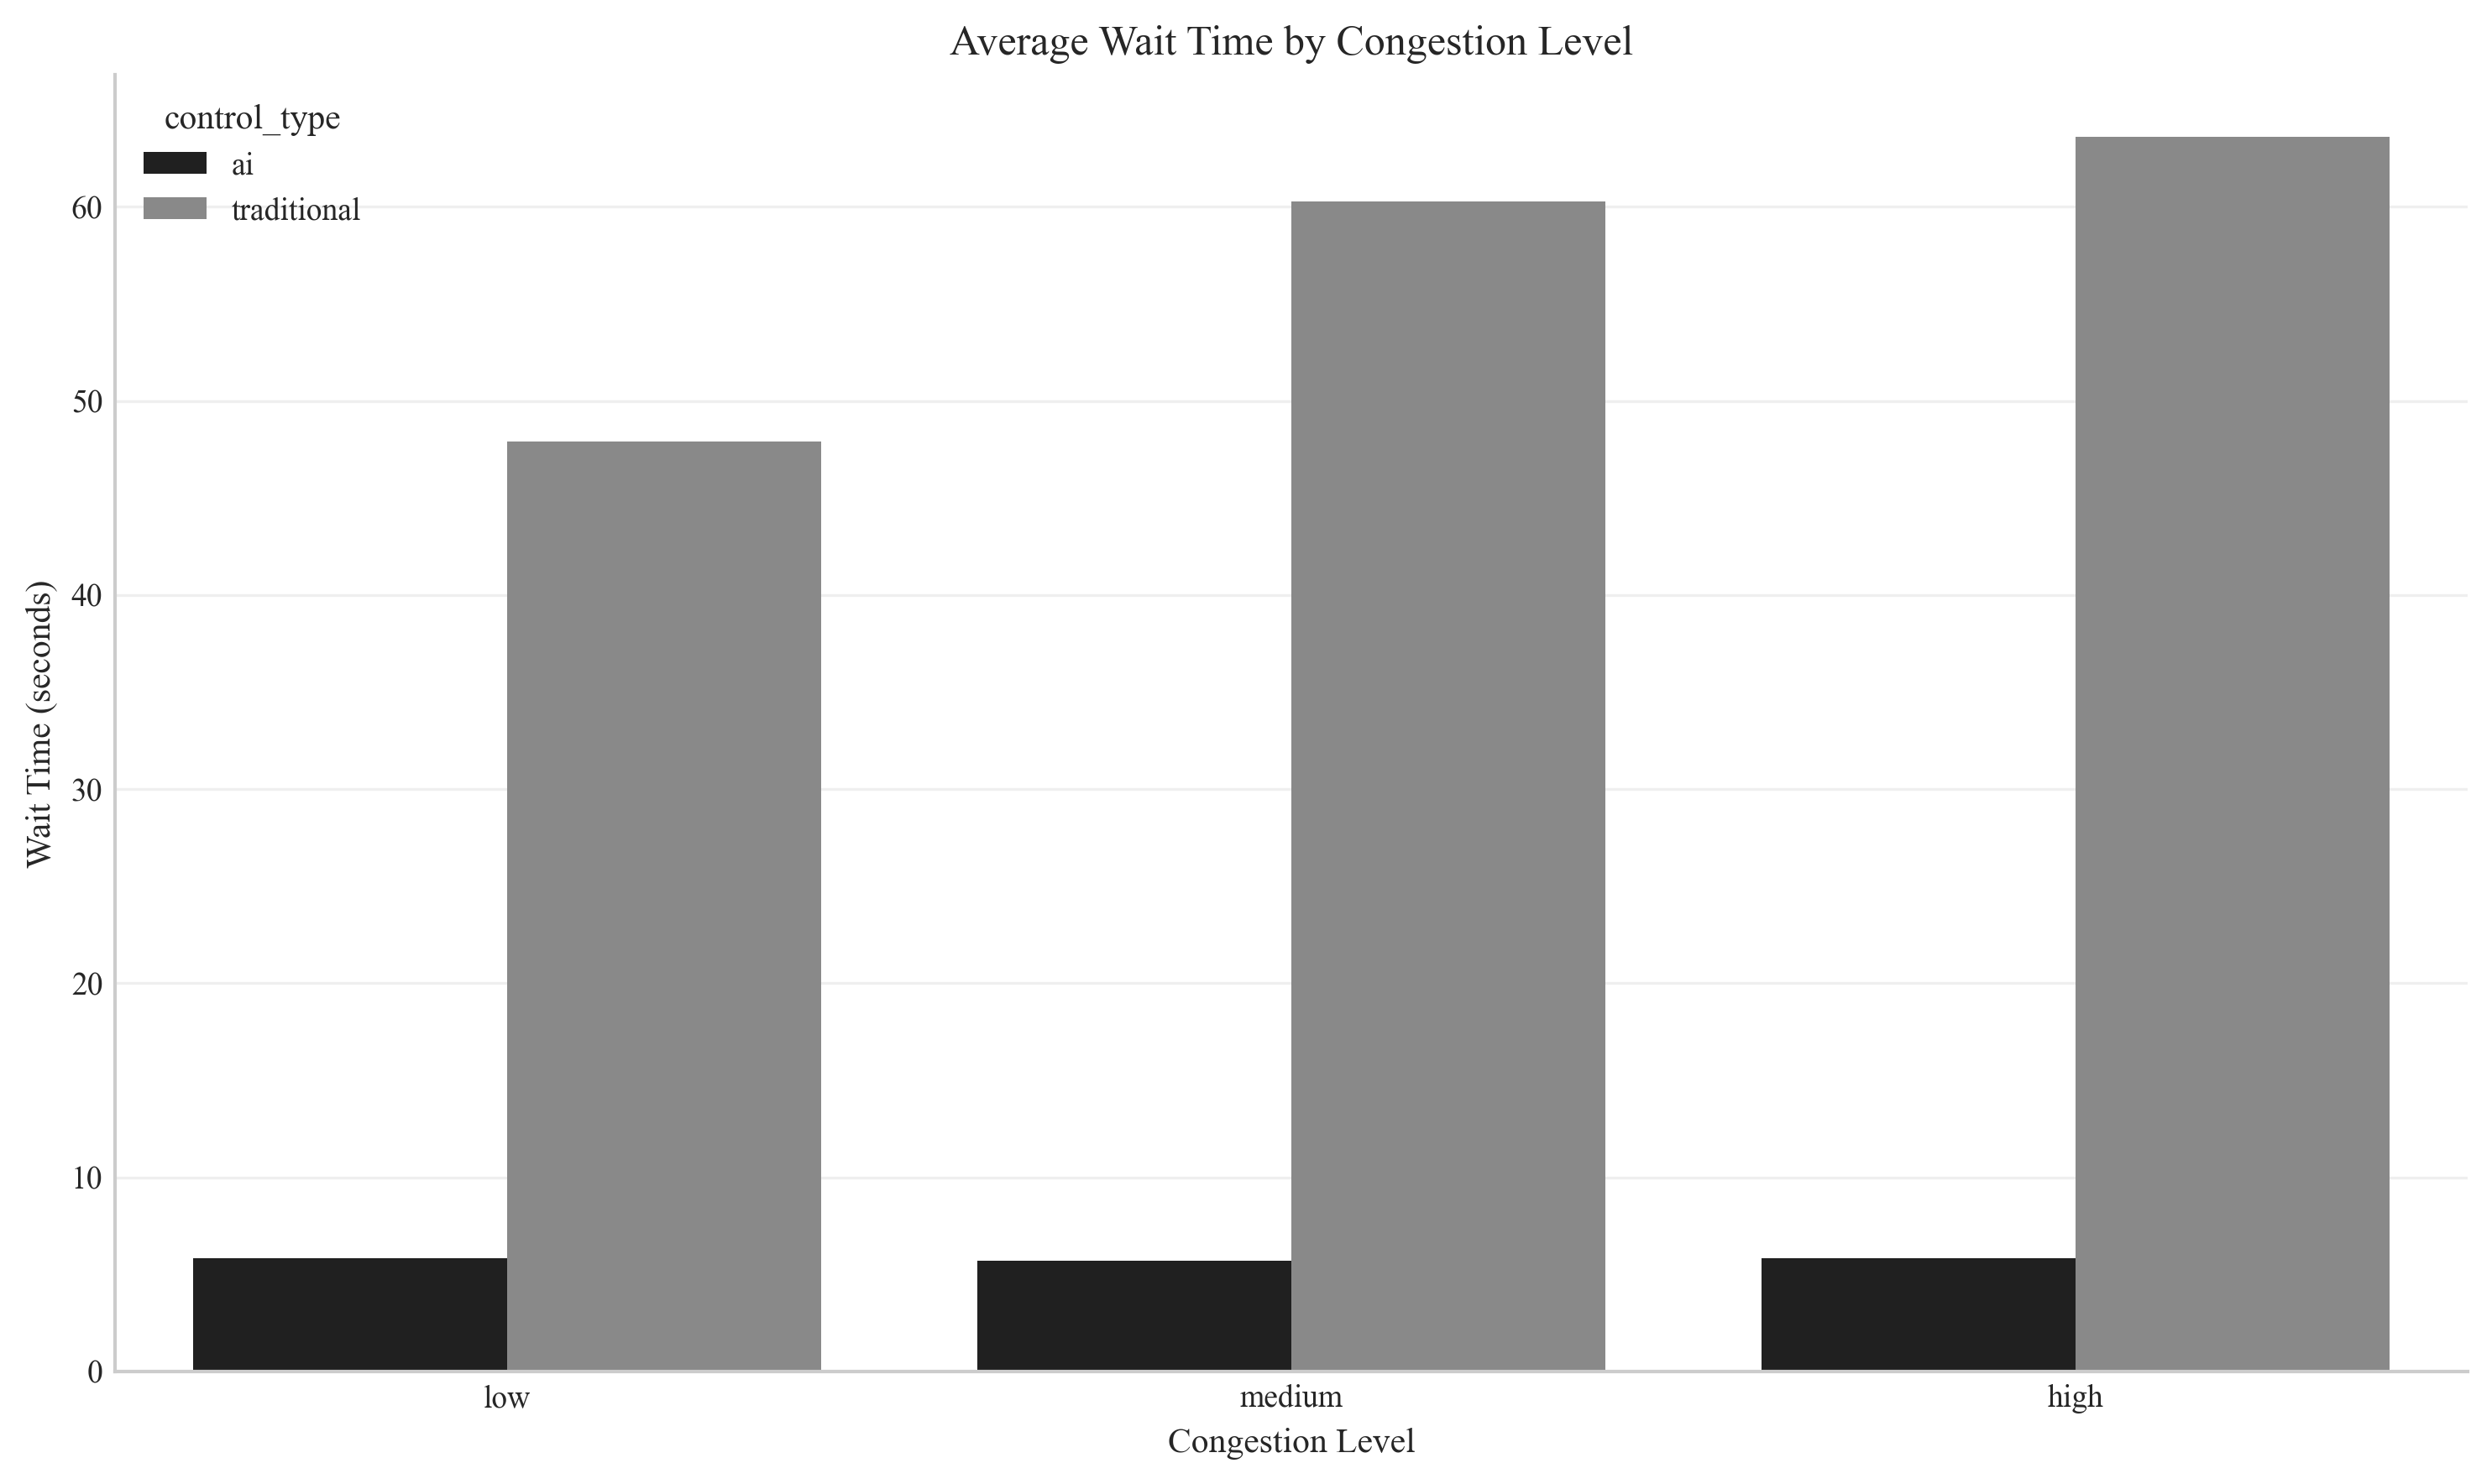 Average Wait Time by Congestion Level
control_type
ai
traditional
60
50
40
30
20
10
0
Wait Time (seconds)
low medium high
Congestion Level